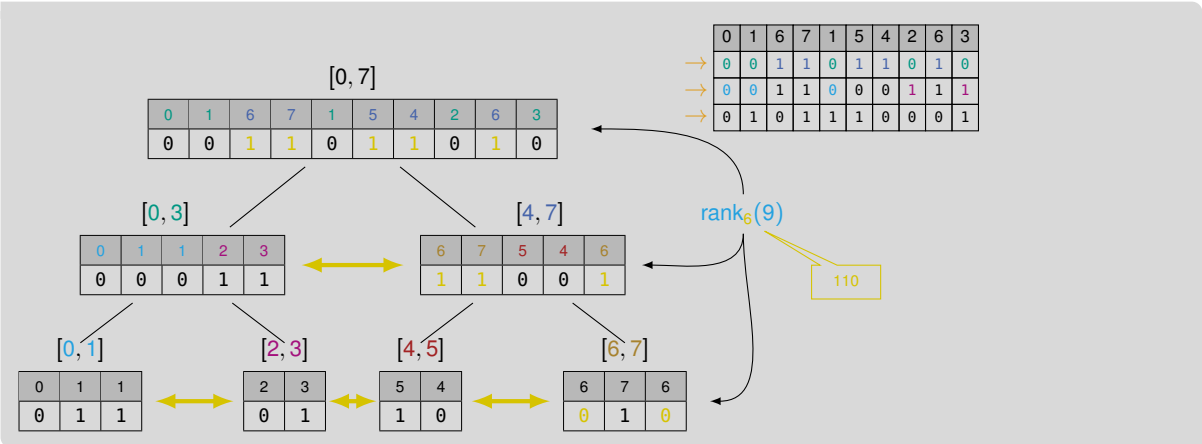 0 1 6 7 1 5 4 2 6 3
→ 0 0 1 1 0 1 1 0 1 0
→ 0 0 1 1 0 0 0 1 1 1
→ 0 1 0 1 1 1 0 0 0 1
[0, 7]
0 1 6 7 1 5 4 2 6 3
0 0 1 1 0 1 1 0 1 0
[0, 3] [4, 7] rank6(9)
0 1 1 2 3 6 7 5 4 6
0 0 0 1 1 1 1 0 0 1
110
[0, 1] [2, 3] [4, 5] [6, 7]
0 1 1 2 3 5 4 6 7 6
0 1 1 0 1 1 0 0 1 0